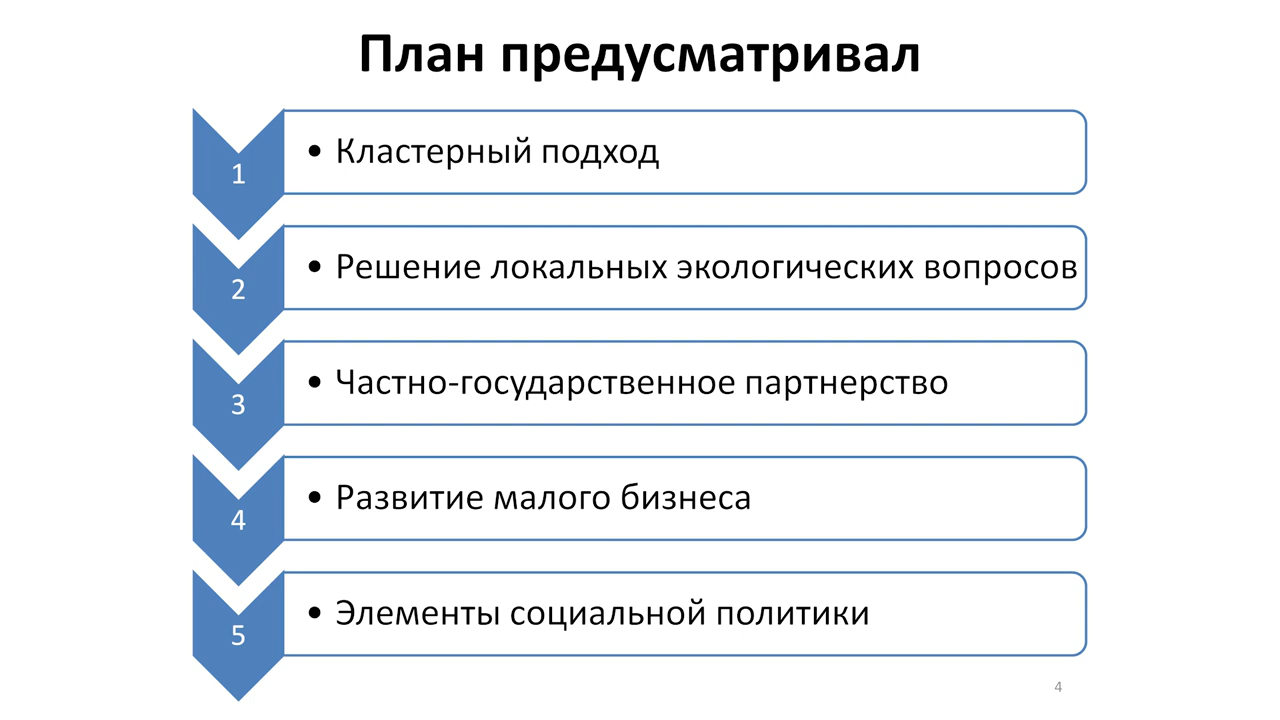 План предусматривал
1
• Кластерный подход
2
• Решение локальных экологических вопросов
3
• Частно-государственное партнерство
4
• Развитие малого бизнеса
5
• Элементы социальной политики
4